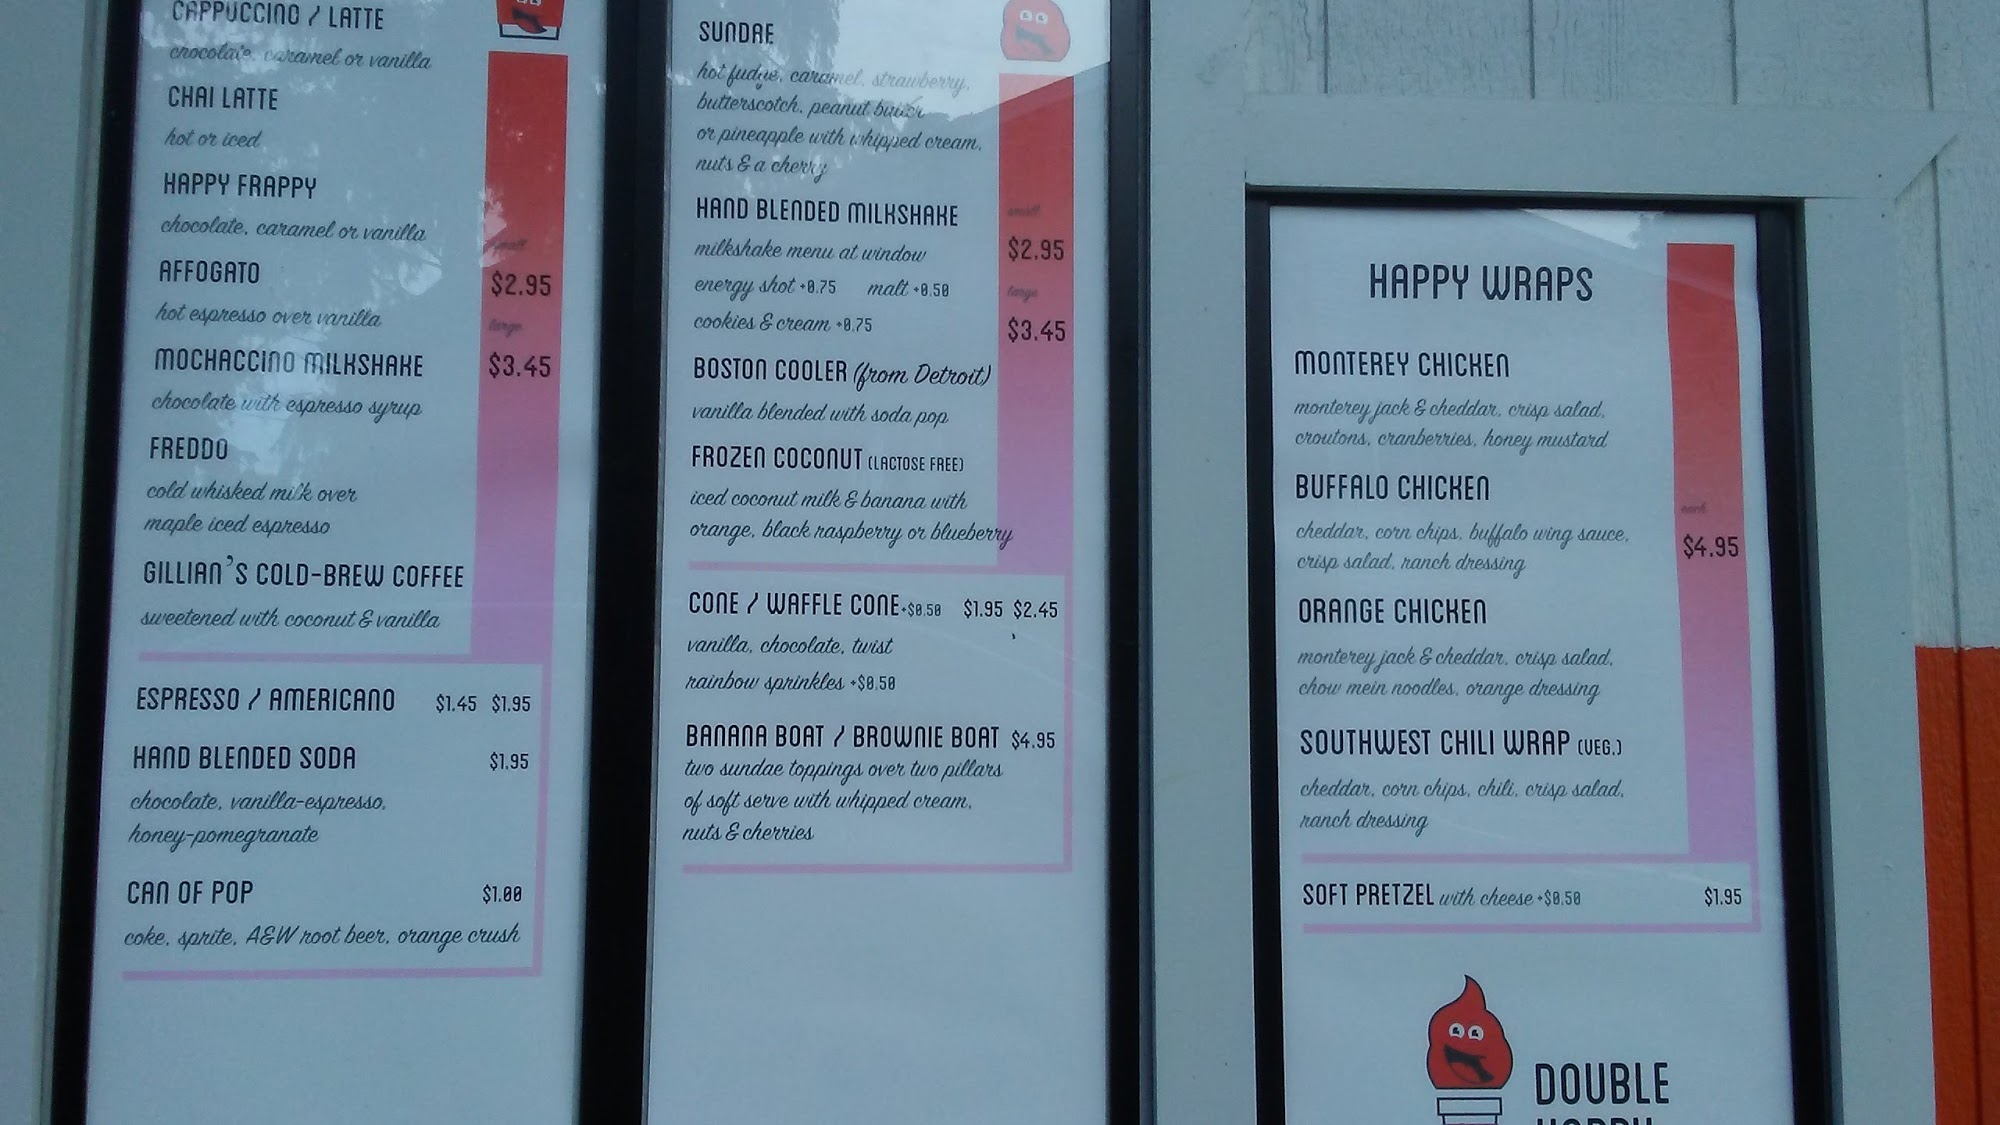 CAPPUCCINO / LATTE
chocolate, caramel or vanilla
CHAI LATTE
hot or iced
HAPPY FRAPPY
chocolate, caramel or vanilla
AFFOGATO
hot espresso over vanilla
MOCHACCINO MILKSHAKE
chocolate with espresso syrup
FREDDO
cold whisked milk over
maple iced espresso
GILLIAN'S COLD-BREW COFFEE
sweetened with coconut & vanilla
small
$2.95
large
$3.45
ESPRESSO / AMERICANO $1.45 $1.95
HAND BLENDED SODA $1.95
chocolate, vanilla-espresso,
honey-pomegranate
CAN OF POP $1.00
coke, sprite, A&W root beer, orange crush
SUNDAE
hot fudge, caramel, strawberry,
butterscotch, peanut butter
or pineapple with whipped cream,
nuts & a cherry
HAND BLENDED MILKSHAKE
milkshake menu at window
energy shot +0.75 malt +0.50
cookies & cream +0.75
BOSTON COOLER (from Detroit)
vanilla blended with soda pop
FROZEN COCONUT (LACTOSE FREE)
iced coconut milk & banana with
orange, black raspberry or blueberry
small
$2.95
large
$3.45
CONE / WAFFLE CONE +$0.50 $1.95 $2.45
vanilla, chocolate, twist
rainbow sprinkles +$0.50
BANANA BOAT / BROWNIE BOAT $4.95
two sundae toppings over two pillars
of soft serve with whipped cream,
nuts & cherries
HAPPY WRAPS
MONTEREY CHICKEN
monterey jack & cheddar, crisp salad,
croutons, cranberries, honey mustard
BUFFALO CHICKEN
cheddar, corn chips, buffalo wing sauce,
crisp salad, ranch dressing
ORANGE CHICKEN
monterey jack & cheddar, crisp salad,
chow mein noodles, orange dressing
SOUTHWEST CHILI WRAP (VEG.)
cheddar, corn chips, chili, crisp salad,
ranch dressing
each
$4.95
SOFT PRETZEL with cheese +$0.50 $1.95
DOUBLE
HAPPY